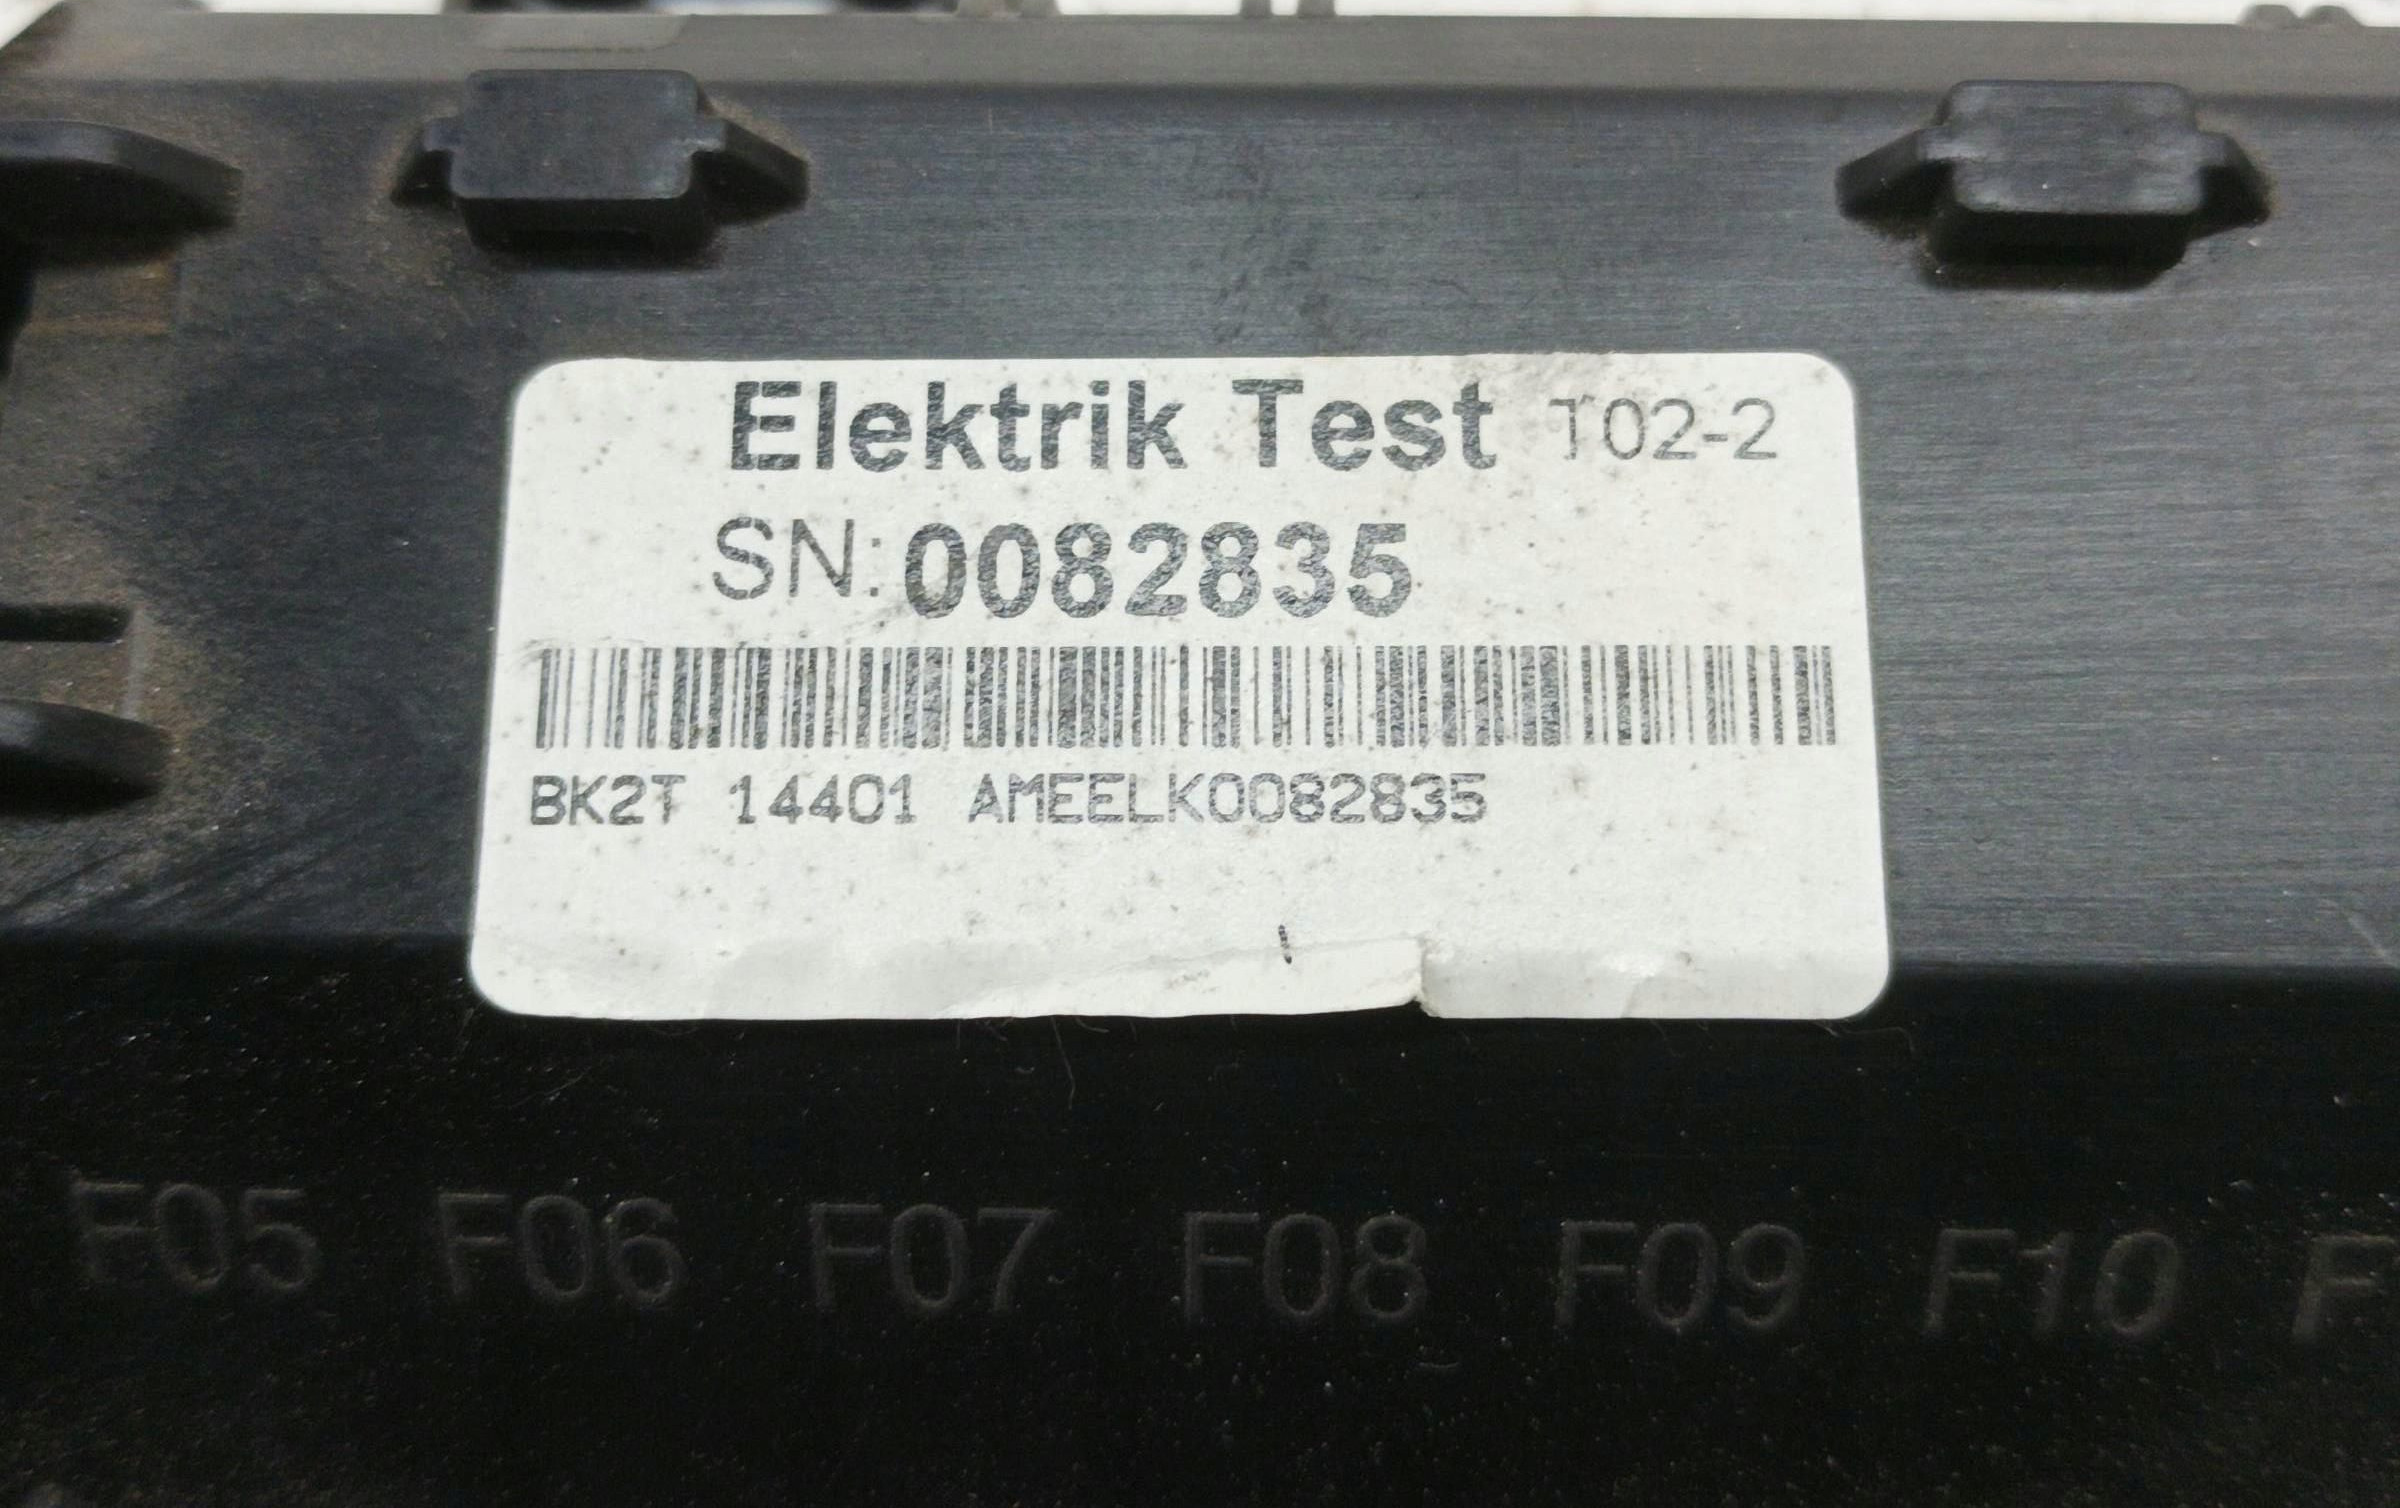 Elektrik Test T02-2
SN: 0082835
BK2T 14401 AMEELK0082835
F05 F06 F07 F08 F09 F10